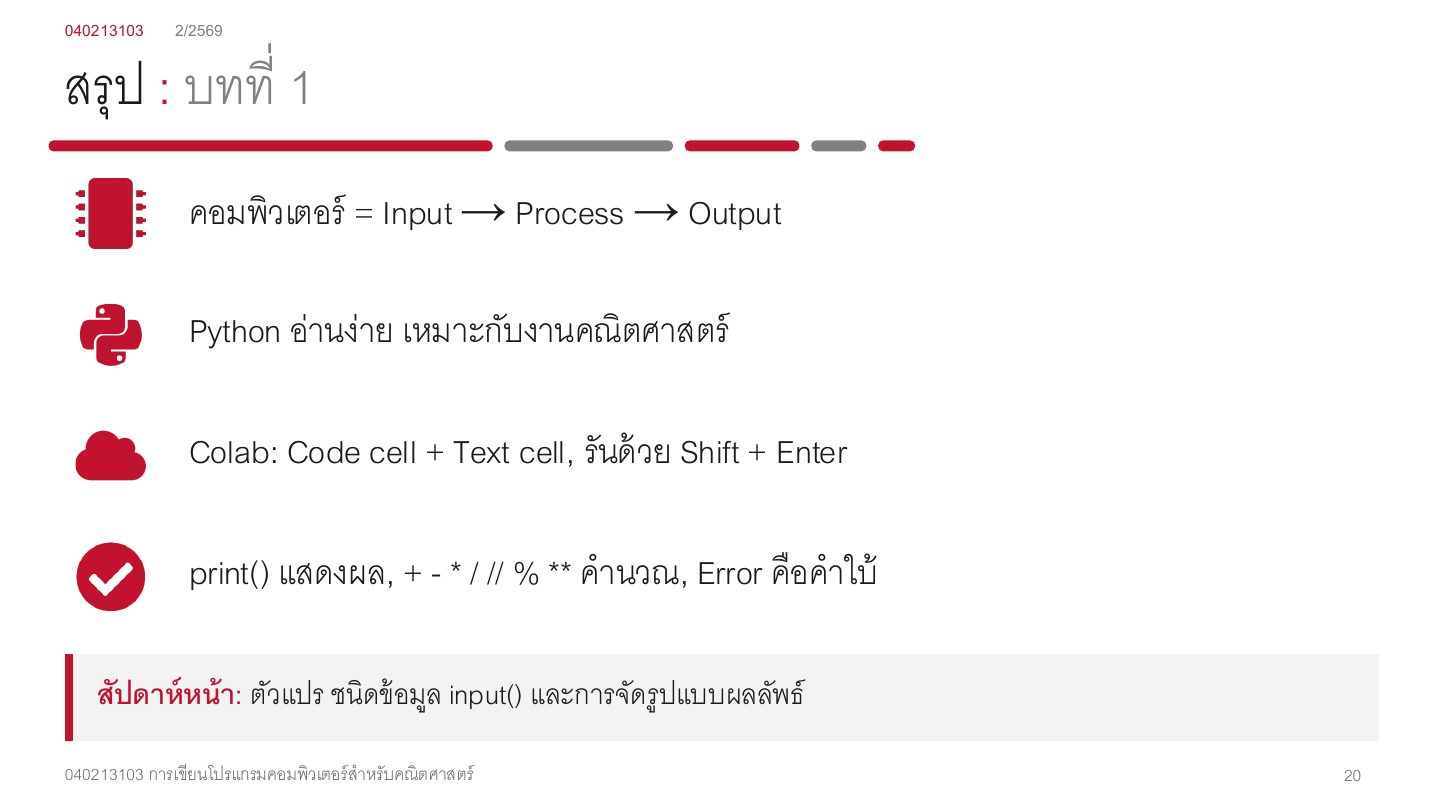 040213103 2/2569
สรุป : บทที่ 1
คอมพิวเตอร์ = Input ⟶ Process ⟶ Output
Python อ่านง่าย เหมาะกับงานคณิตศาสตร์
Colab: Code cell + Text cell, รันด้วย Shift + Enter
print() แสดงผล, + - * / // % ** คำนวณ, Error คือคำใบ้
สัปดาห์หน้า: ตัวแปร ชนิดข้อมูล input() และการจัดรูปแบบผลลัพธ์
040213103 การเขียนโปรแกรมคอมพิวเตอร์สำหรับคณิตศาสตร์ 20